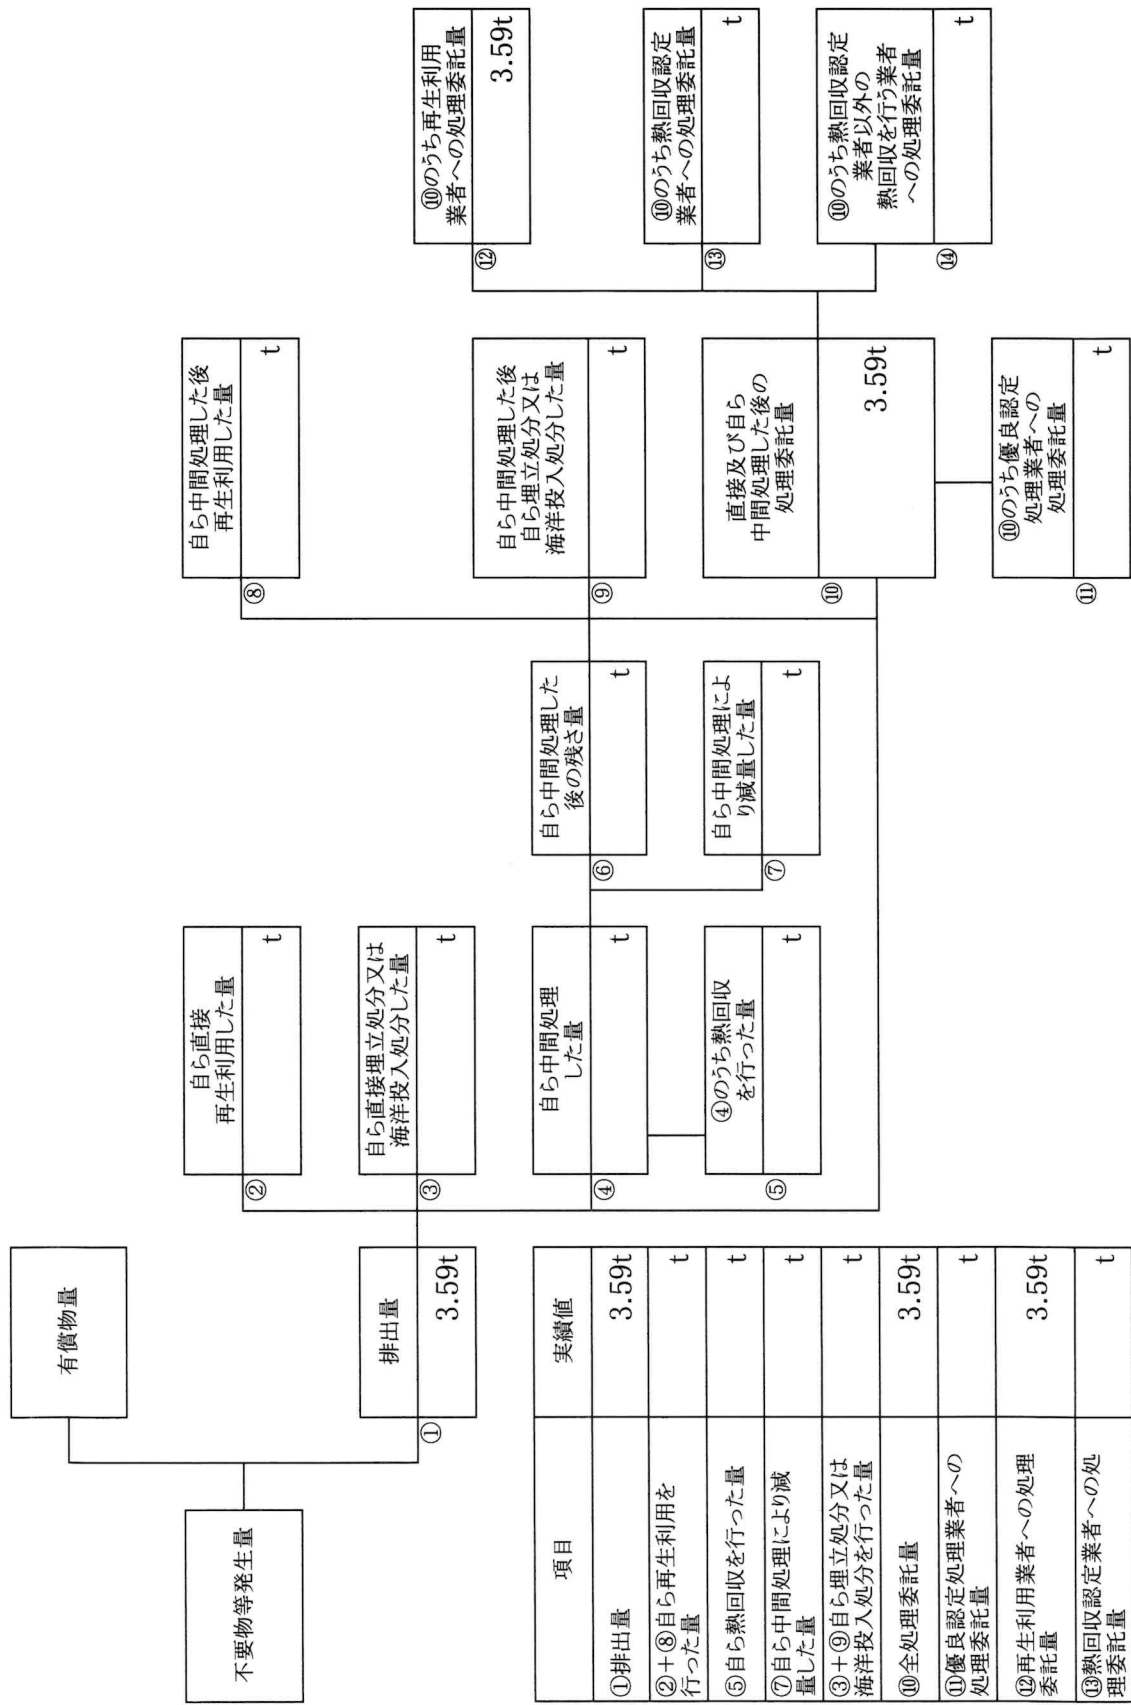 有償物量
不要物等発生量
排出量
①
3.59t
自ら直接
再生利用した量
②
t
自ら直接埋立処分又は
海洋投入処分した量
③
t
自ら中間処理
した量
④
t
④のうち熱回収
を行った量
⑤
t
自ら中間処理した
後の残さ量
⑥
t
自ら中間処理によ
り減量した量
⑦
t
自ら中間処理した後
再生利用した量
⑧
t
自ら中間処理した後
自ら埋立処分又は
海洋投入処分した量
⑨
t
直接及び自ら
中間処理した後の
処理委託量
⑩
3.59t
⑩のうち優良認定
処理業者への
処理委託量
⑪
t
⑩のうち再生利用
業者への処理委託量
⑫
3.59t
⑩のうち熱回収認定
業者への処理委託量
⑬
t
⑩のうち熱回収認定
業者以外の
熱回収を行う業者
への処理委託量
⑭
t
項目 実績値
①排出量 3.59t
②+⑧自ら再生利用を
行った量 t
⑤自ら熱回収を行った量 t
⑦自ら中間処理により減
量した量 t
③+⑨自ら埋立処分又は
海洋投入処分を行った量 t
⑩全処理委託量 3.59t
⑪優良認定処理業者への
処理委託量 t
⑫再生利用業者への処理
委託量 3.59t
⑬熱回収認定業者への処
理委託量 t